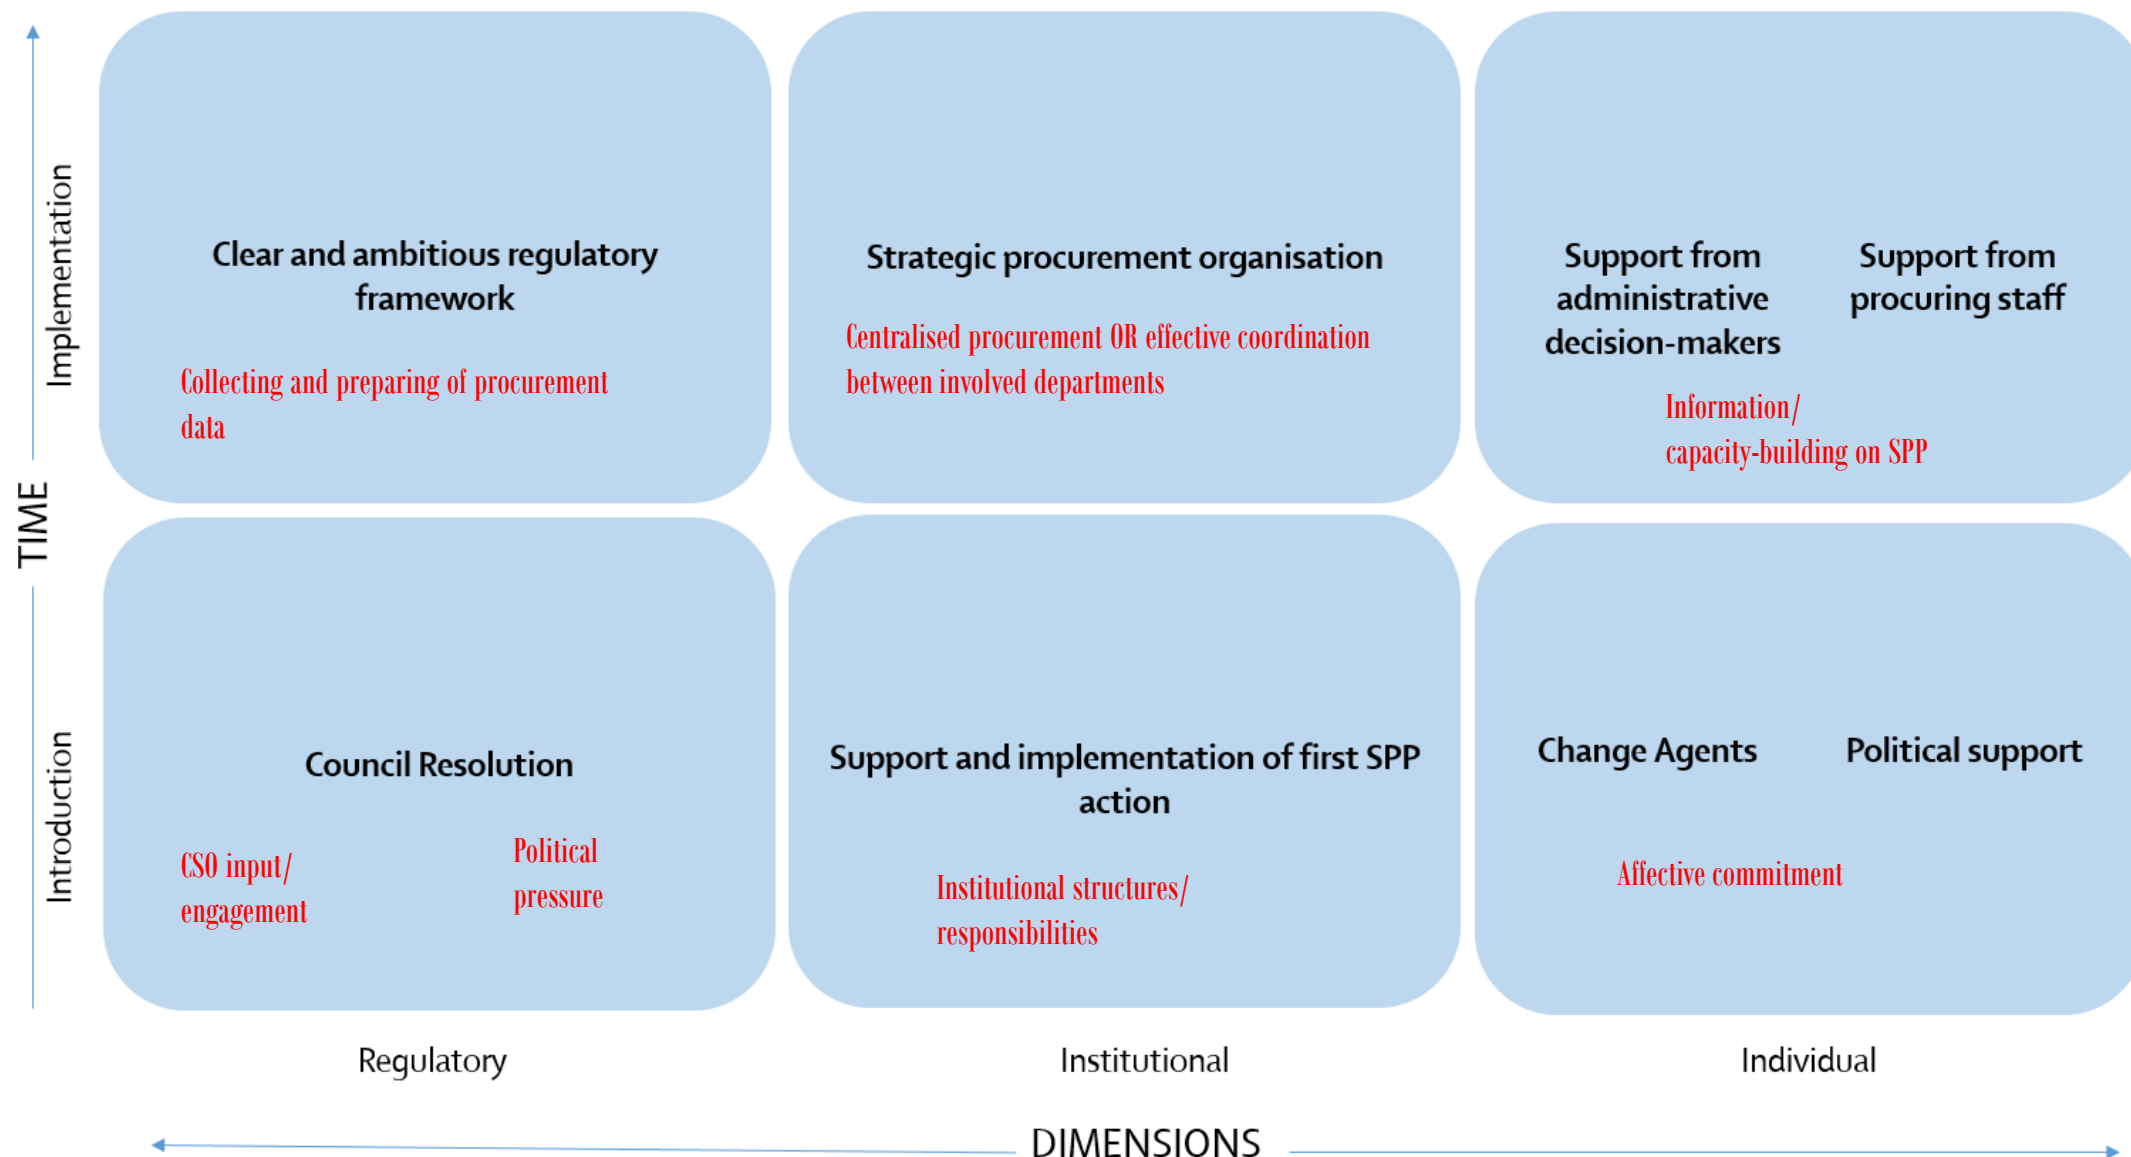 Implementation
Clear and ambitious regulatory
framework
Collecting and preparing of procurement
data
Strategic procurement organisation
Centralised procurement OR effective coordination
between involved departments
Support from
administrative
decision-makers
Support from
procuring staff
Information/
capacity-building on SPP
TIME
Introduction
Council Resolution
CSO input/
engagement
Political
pressure
Support and implementation of first SPP
action
Institutional structures/
responsibilities
Change Agents
Political support
Affective commitment
Regulatory
Institutional
Individual
DIMENSIONS